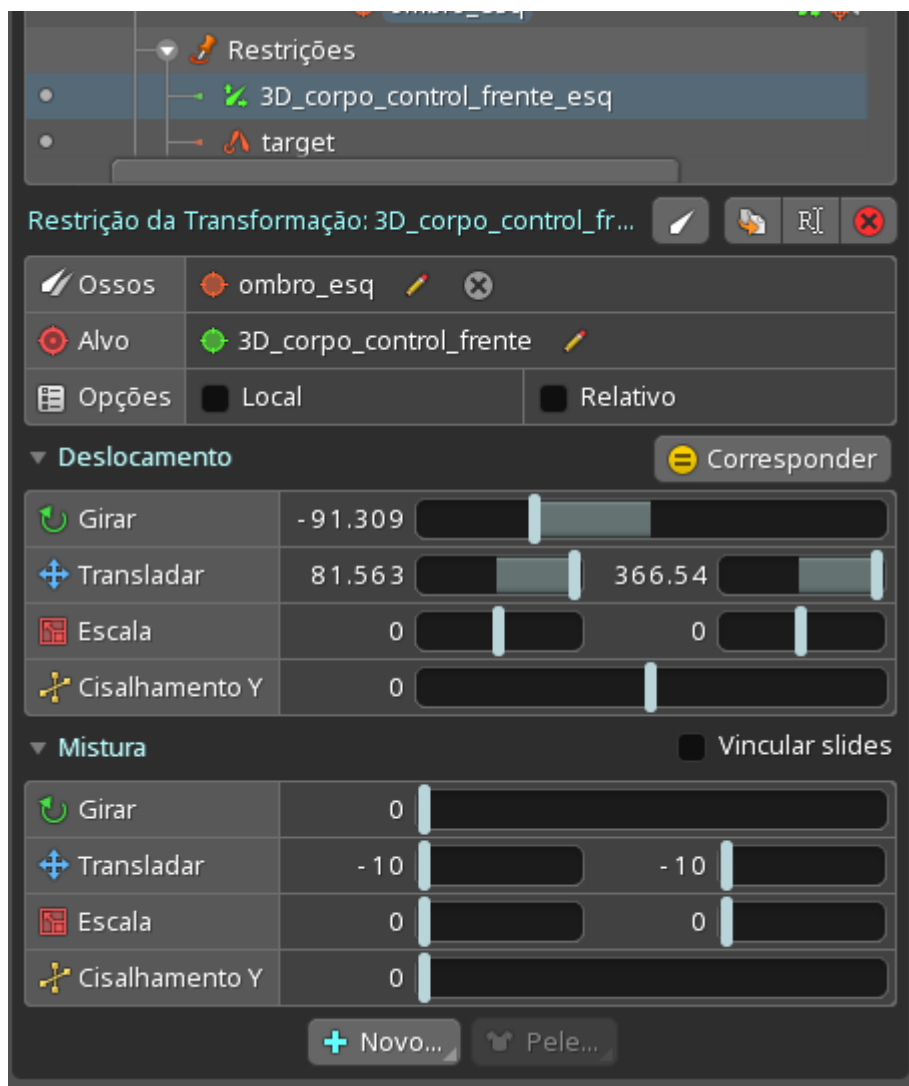 ombro_esq
Restrições
3D_corpo_control_frente_esq
target
Restrição da Transformação: 3D_corpo_control_fr...
Ossos ombro_esq
Alvo 3D_corpo_control_frente
Opções Local Relativo
Deslocamento Corresponder
Girar -91.309
Transladar 81.563 366.54
Escala 0 0
Cisalhamento Y 0
Mistura Vincular slides
Girar 0
Transladar -10 -10
Escala 0 0
Cisalhamento Y 0
Novo... Pele...